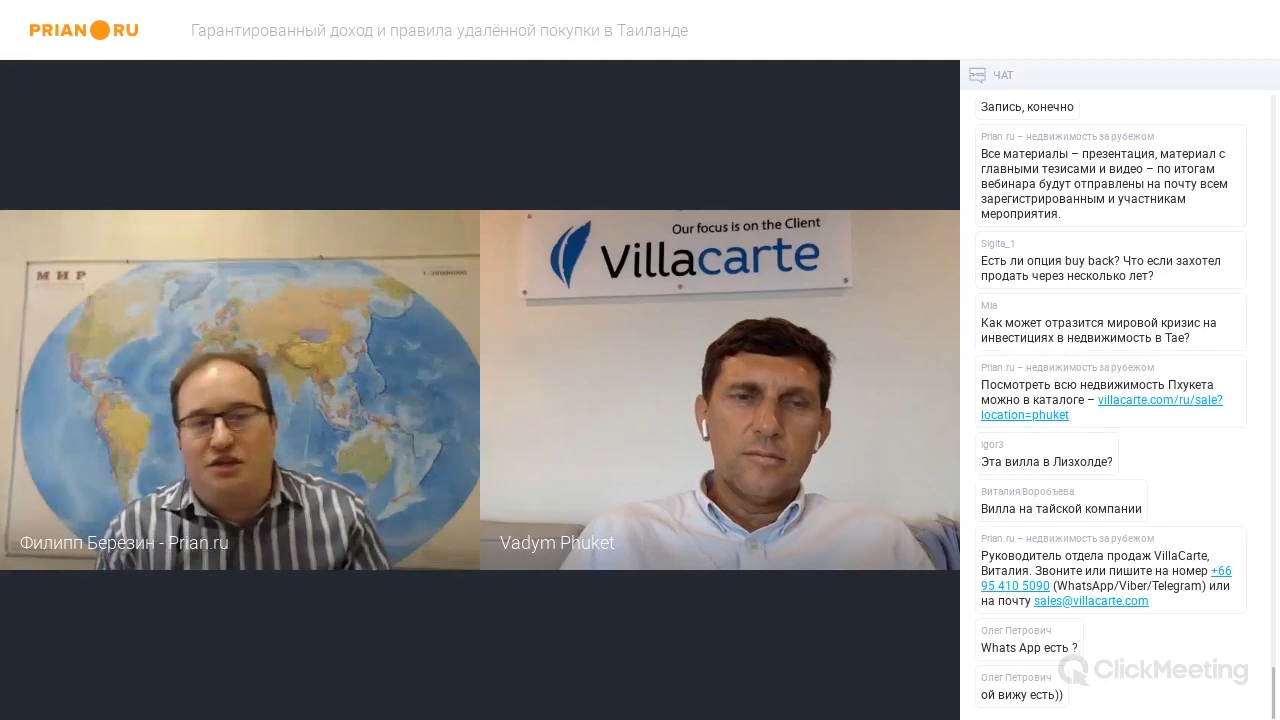 PRIAN RU
Гарантированный доход и правила удалённой покупки в Таиланде
МИР
Филипп Берёзин - Prian.ru
Our focus is on the Client
Villacarte
Vadym Phuket
ЧАТ
Запись, конечно
Prian.ru – недвижимость за рубежом
Все материалы – презентация, материал с
главными тезисами и видео – по итогам
вебинара будут отправлены на почту всем
зарегистрированным и участникам
мероприятия.
Sigita_1
Есть ли опция buy back? Что если захотел
продать через несколько лет?
Mia
Как может отразится мировой кризис на
инвестициях в недвижимость в Тае?
Prian.ru – недвижимость за рубежом
Посмотреть всю недвижимость Пхукета
можно в каталоге – villacarte.com/ru/sale?
location=phuket
Igor3
Эта вилла в Лизхолде?
Виталия Воробъева
Вилла на тайской компании
Prian.ru – недвижимость за рубежом
Руководитель отдела продаж VillaCarte,
Виталия. Звоните или пишите на номер +66
95 410 5090 (WhatsApp/Viber/Telegram) или
на почту sales@villacarte.com
Олег Петрович
Whats App есть ?
Олег Петрович
ой вижу есть))
ClickMeeting